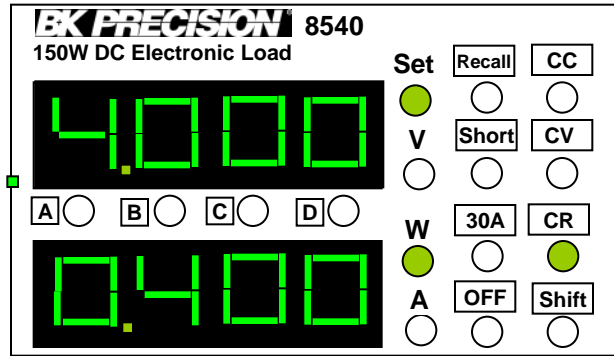 BK PRECISION® 8540
150W DC Electronic Load
Set Recall CC
4.000
V Short CV
A B C D
W 30A CR
0.400
A OFF Shift